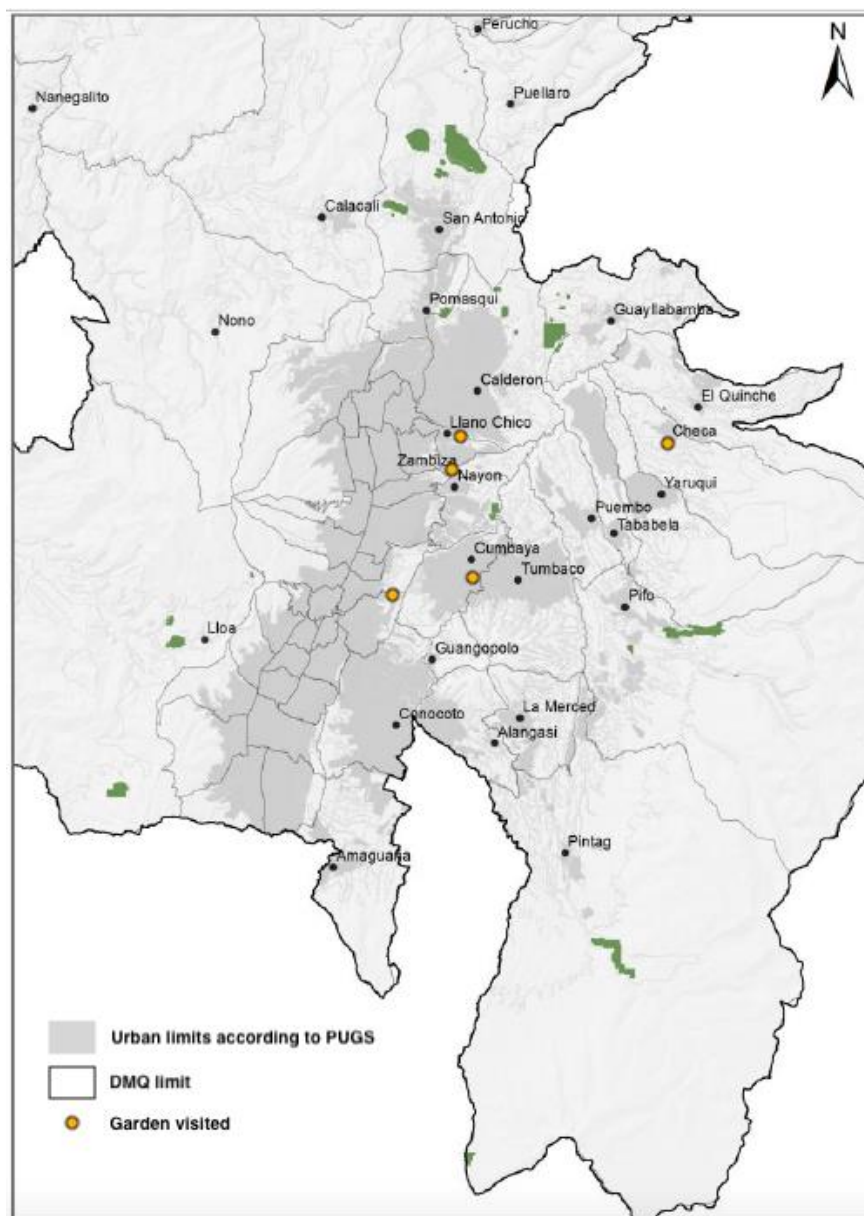 Perucho
N
Nanegalito
Puellaro
Calacali
San Antonio
Pomasqui
Guayllabamba
Nono
Calderon
El Quinche
Llano Chico
Checa
Zambiza
Nayon
Yaruqui
Puembo
Tababela
Cumbaya
Tumbaco
Pifo
Lloa
Guangopolo
La Merced
Conocoto
Alangasi
Pintag
Amaguaña
Urban limits according to PUGS
DMQ limit
Garden visited